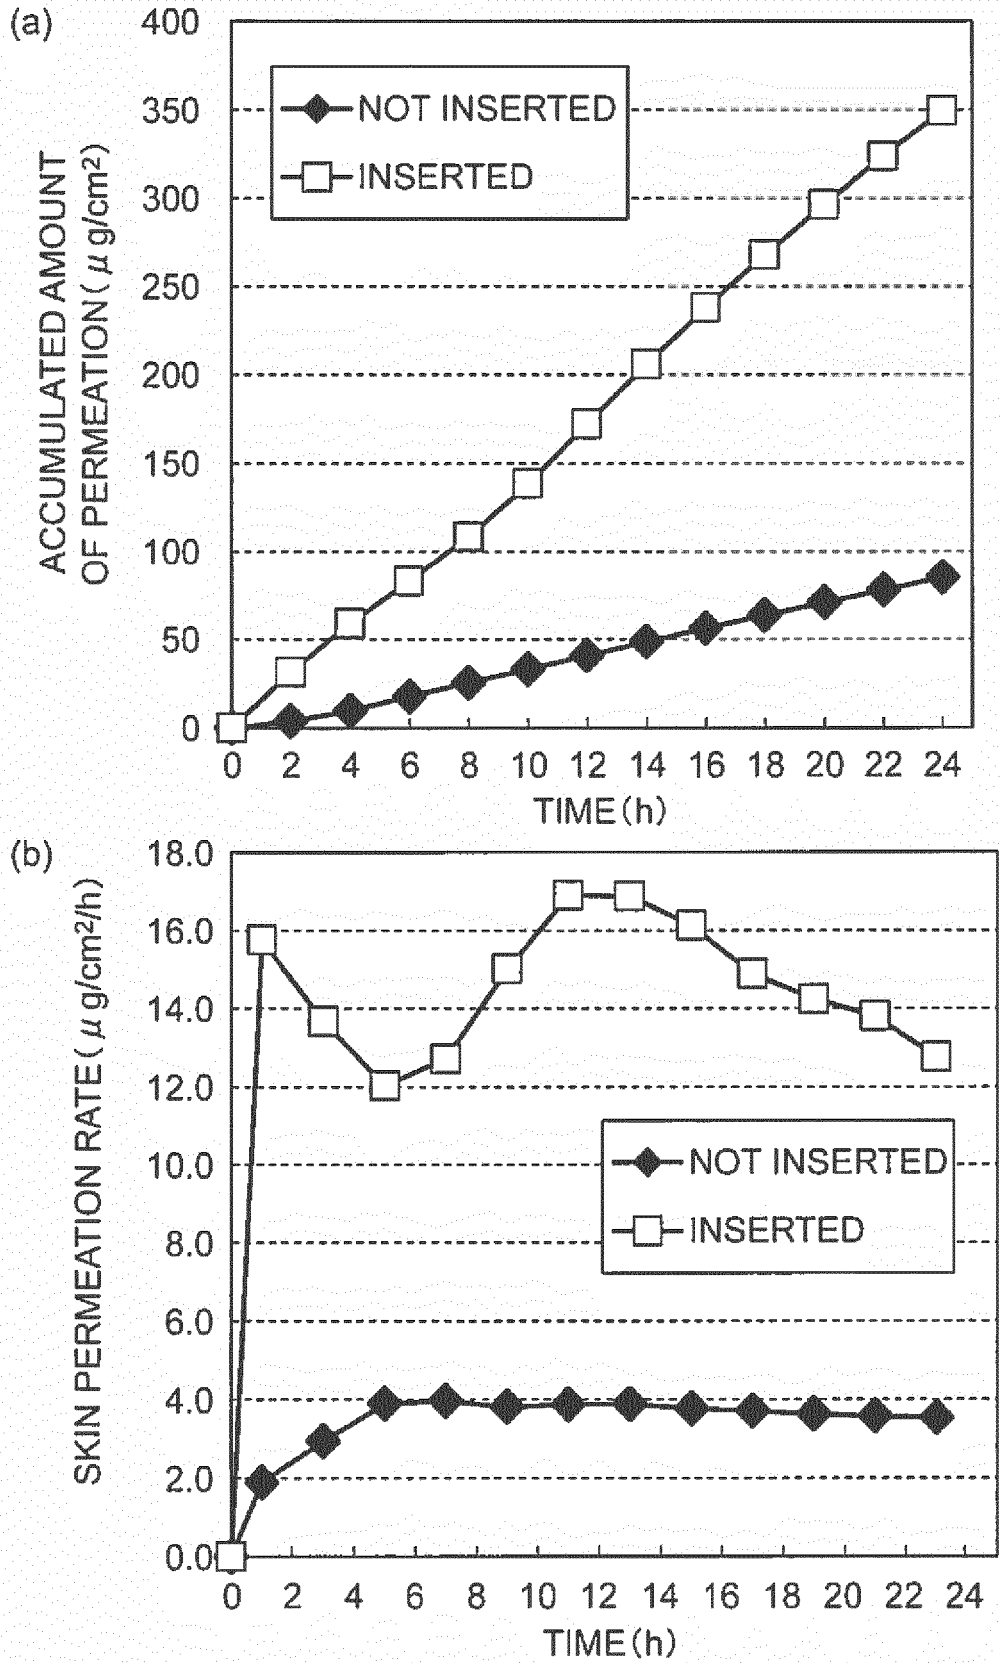 (a)
ACCUMULATED AMOUNT
OF PERMEATION(μg/cm2)
400
350
300
250
200
150
100
50
0
NOT INSERTED
INSERTED
0 2 4 6 8 10 12 14 16 18 20 22 24
TIME(h)
(b)
SKIN PERMEATION RATE(μg/cm2/h)
18.0
16.0
14.0
12.0
10.0
8.0
6.0
4.0
2.0
0.0
NOT INSERTED
INSERTED
0 2 4 6 8 10 12 14 16 18 20 22 24
TIME(h)